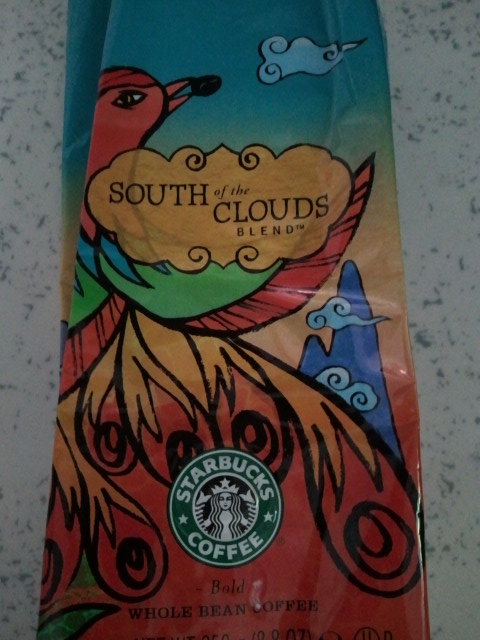 SOUTH of the
CLOUDS
BLEND™
STARBUCKS
COFFEE
Bold
WHOLE BEAN COFFEE